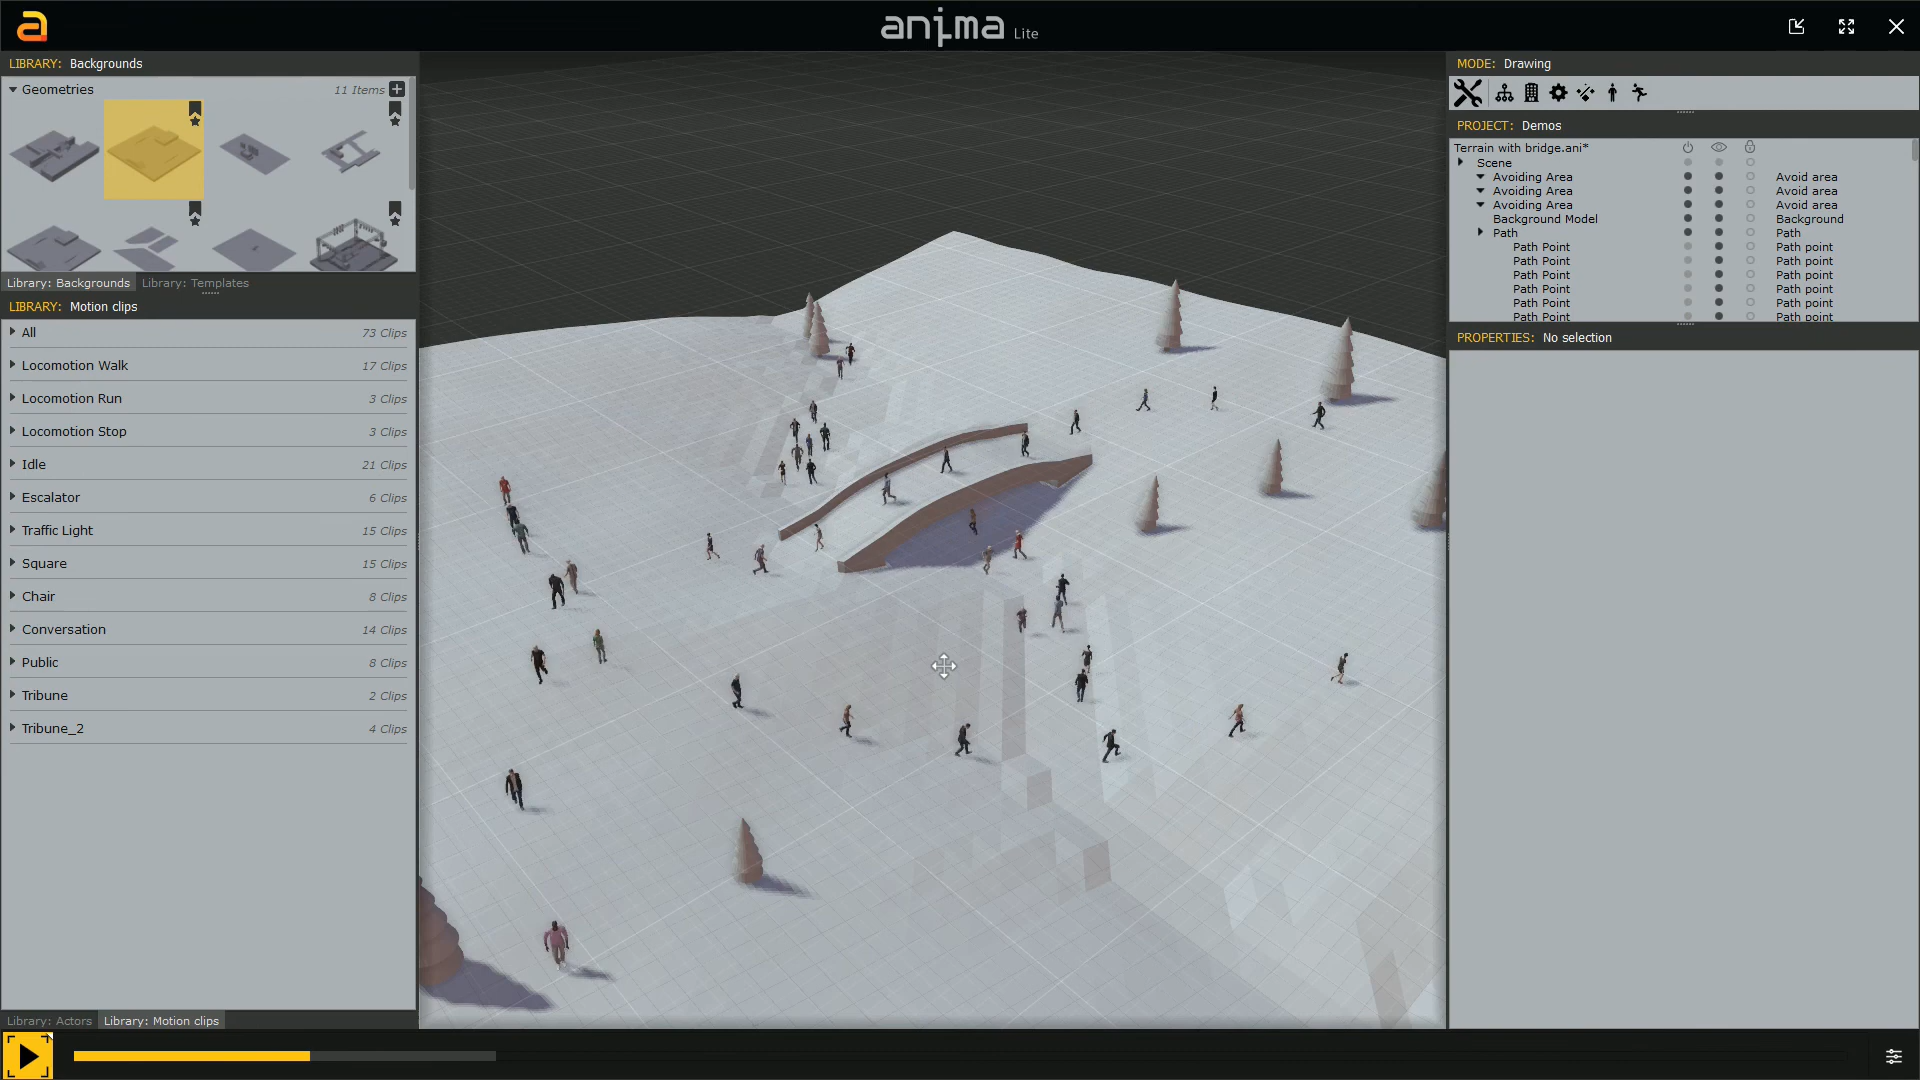 anima Lite
LIBRARY: Backgrounds
Geometries 11 Items
Library: Backgrounds Library: Templates
LIBRARY: Motion clips
All 73 Clips
Locomotion Walk 17 Clips
Locomotion Run 3 Clips
Locomotion Stop 3 Clips
Idle 21 Clips
Escalator 6 Clips
Traffic Light 15 Clips
Square 15 Clips
Chair 8 Clips
Conversation 14 Clips
Public 8 Clips
Tribune 2 Clips
Tribune_2 4 Clips
Library: Actors Library: Motion clips
MODE: Drawing
PROJECT: Demos
Terrain with bridge.ani*
Scene
Avoiding Area Avoid area
Avoiding Area Avoid area
Avoiding Area Avoid area
Background Model Background
Path Path
Path Point Path point
Path Point Path point
Path Point Path point
Path Point Path point
Path Point Path point
Path Point Path point
PROPERTIES: No selection